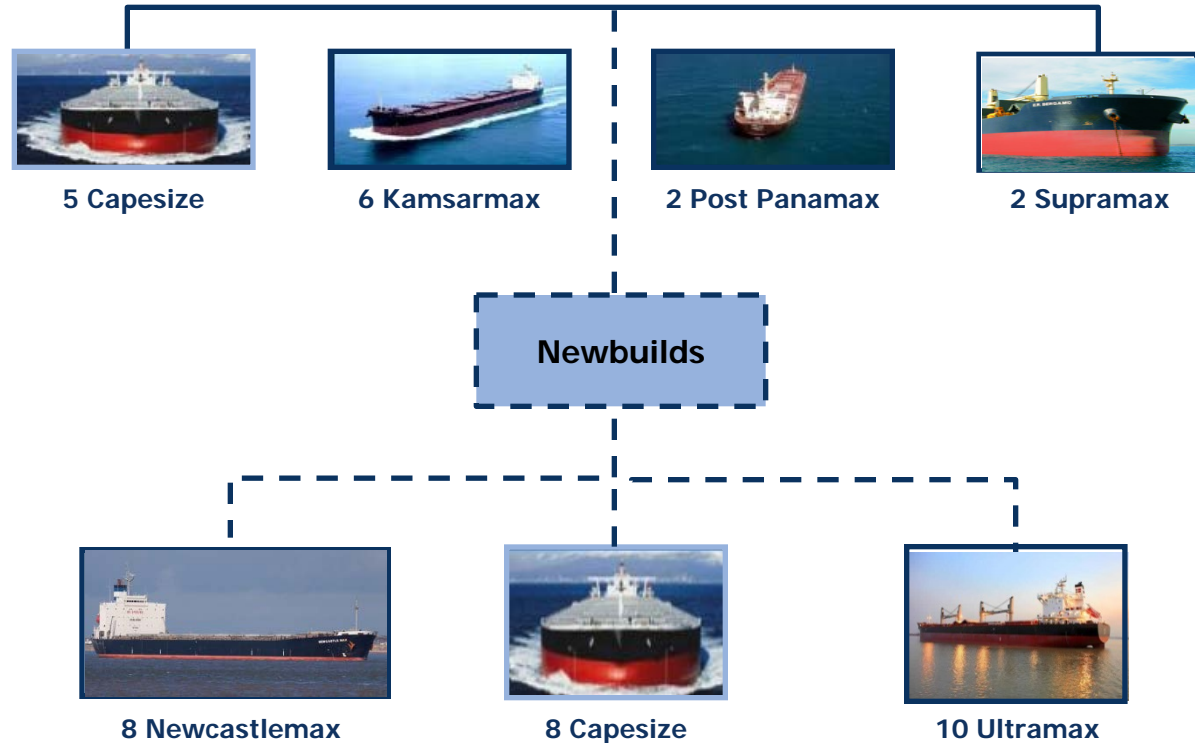 5 Capesize
6 Kamsarmax
2 Post Panamax
2 Supramax
Newbuilds
8 Newcastlemax
8 Capesize
10 Ultramax